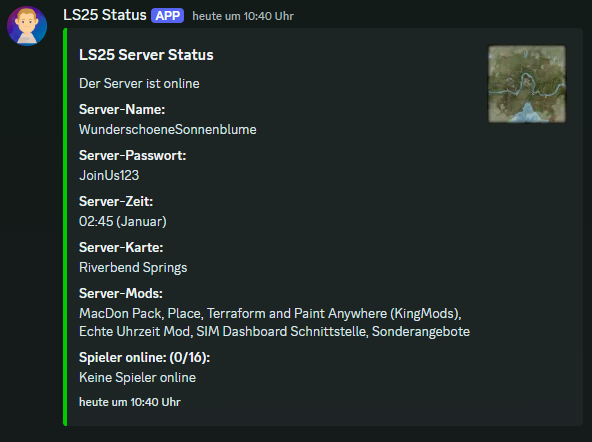 LS25 Status APP heute um 10:40 Uhr
LS25 Server Status
Der Server ist online
Server-Name:
WunderschoeneSonnenblume
Server-Passwort:
JoinUs123
Server-Zeit:
02:45 (Januar)
Server-Karte:
Riverbend Springs
Server-Mods:
MacDon Pack, Place, Terraform and Paint Anywhere (KingMods),
Echte Uhrzeit Mod, SIM Dashboard Schnittstelle, Sonderangebote
Spieler online: (0/16):
Keine Spieler online
heute um 10:40 Uhr